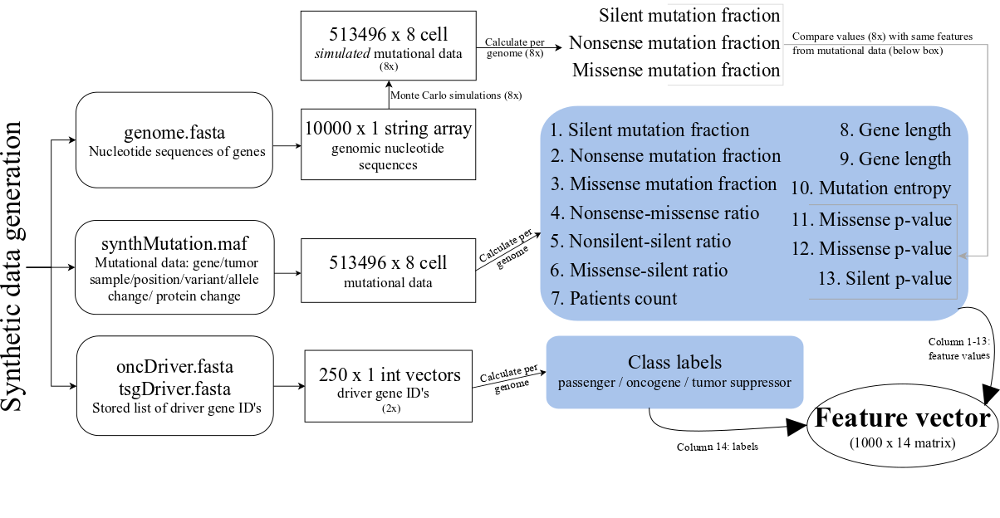 Synthetic data generation
genome.fasta
Nucleotide sequences of genes
synthMutation.maf
Mutational data: gene/tumor
sample/position/variant/allele
change/ protein change
oncDriver.fasta
tsgDriver.fasta
Stored list of driver gene ID's
513496 x 8 cell
simulated mutational data
(8x)
Monte Carlo simulations (8x)
10000 x 1 string array
genomic nucleotide
sequences
513496 x 8 cell
mutational data
250 x 1 int vectors
driver gene ID's
(2x)
Calculate per
genome (8x)
Silent mutation fraction
Nonsense mutation fraction
Missense mutation fraction
Compare values (8x) with same features
from mutational data (below box)
Calculate per
genome
1. Silent mutation fraction
2. Nonsense mutation fraction
3. Missense mutation fraction
4. Nonsense-missense ratio
5. Nonsilent-silent ratio
6. Missense-silent ratio
7. Patients count
8. Gene length
9. Gene length
10. Mutation entropy
11. Missense p-value
12. Missense p-value
13. Silent p-value
Calculate per
genome
Class labels
passenger / oncogene / tumor suppressor
Column 1-13:
feature values
Column 14: labels
Feature vector
(1000 x 14 matrix)